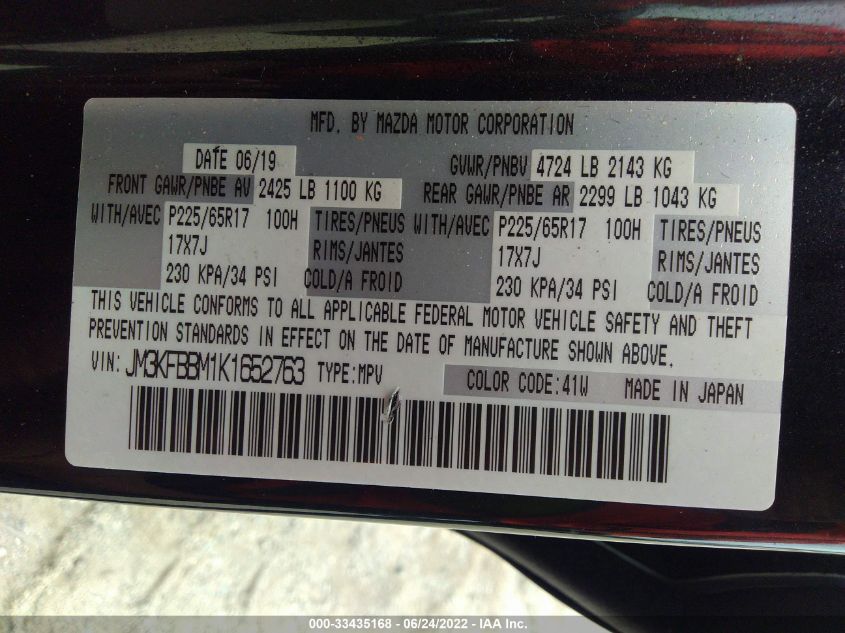 MFD. BY MAZDA MOTOR CORPORATION
DATE 06/19 GVWR/PNBV 4724 LB 2143 KG
FRONT GAWR/PNBE AV 2425 LB 1100 KG REAR GAWR/PNBE AR 2299 LB 1043 KG
WITH/AVEC P225/65R17 100H TIRES/PNEUS WITH/AVEC P225/65R17 100H TIRES/PNEUS
17X7J RIMS/JANTES 17X7J RIMS/JANTES
230 KPA/34 PSI COLD/A FROID 230 KPA/34 PSI COLD/A FROID
THIS VEHICLE CONFORMS TO ALL APPLICABLE FEDERAL MOTOR VEHICLE SAFETY AND THEFT
PREVENTION STANDARDS IN EFFECT ON THE DATE OF MANUFACTURE SHOWN ABOVE.
VIN: JM3KFBBM1K1652763 TYPE:MPV COLOR CODE:41W MADE IN JAPAN
000-33435168 - 06/24/2022 - IAA Inc.